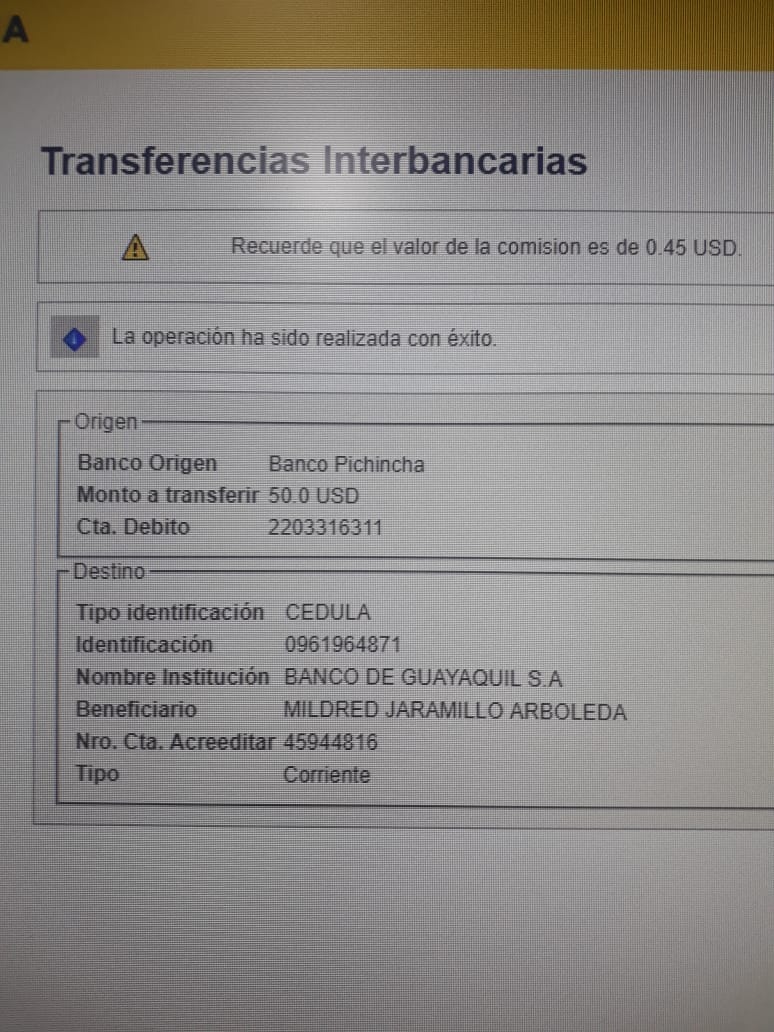 A
Transferencias Interbancarias
Recuerde que el valor de la comision es de 0.45 USD.
La operación ha sido realizada con éxito.
Origen
Banco Origen Banco Pichincha
Monto a transferir 50.0 USD
Cta. Debito 2203316311
Destino
Tipo identificación CEDULA
Identificación 0961964871
Nombre Institución BANCO DE GUAYAQUIL S.A
Beneficiario MILDRED JARAMILLO ARBOLEDA
Nro. Cta. Acreeditar 45944816
Tipo Corriente